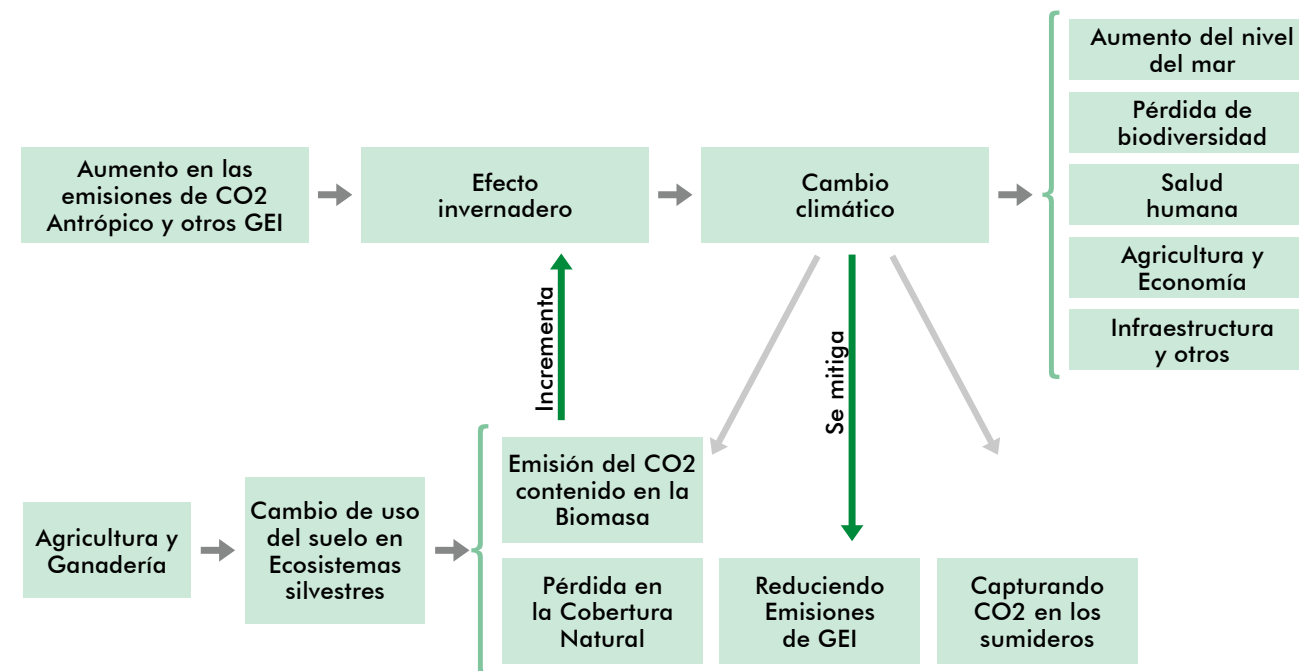 Aumento en las
emisiones de CO2
Antrópico y otros GEI
Efecto
invernadero
Cambio
climático
Aumento del nivel
del mar
Pérdida de
biodiversidad
Salud
humana
Agricultura y
Economía
Infraestructura
y otros
Incrementa
Se mitiga
Agricultura y
Ganadería
Cambio de uso
del suelo en
Ecosistemas
silvestres
Emisión del CO2
contenido en la
Biomasa
Pérdida en
la Cobertura
Natural
Reduciendo
Emisiones
de GEI
Capturando
CO2 en los
sumideros